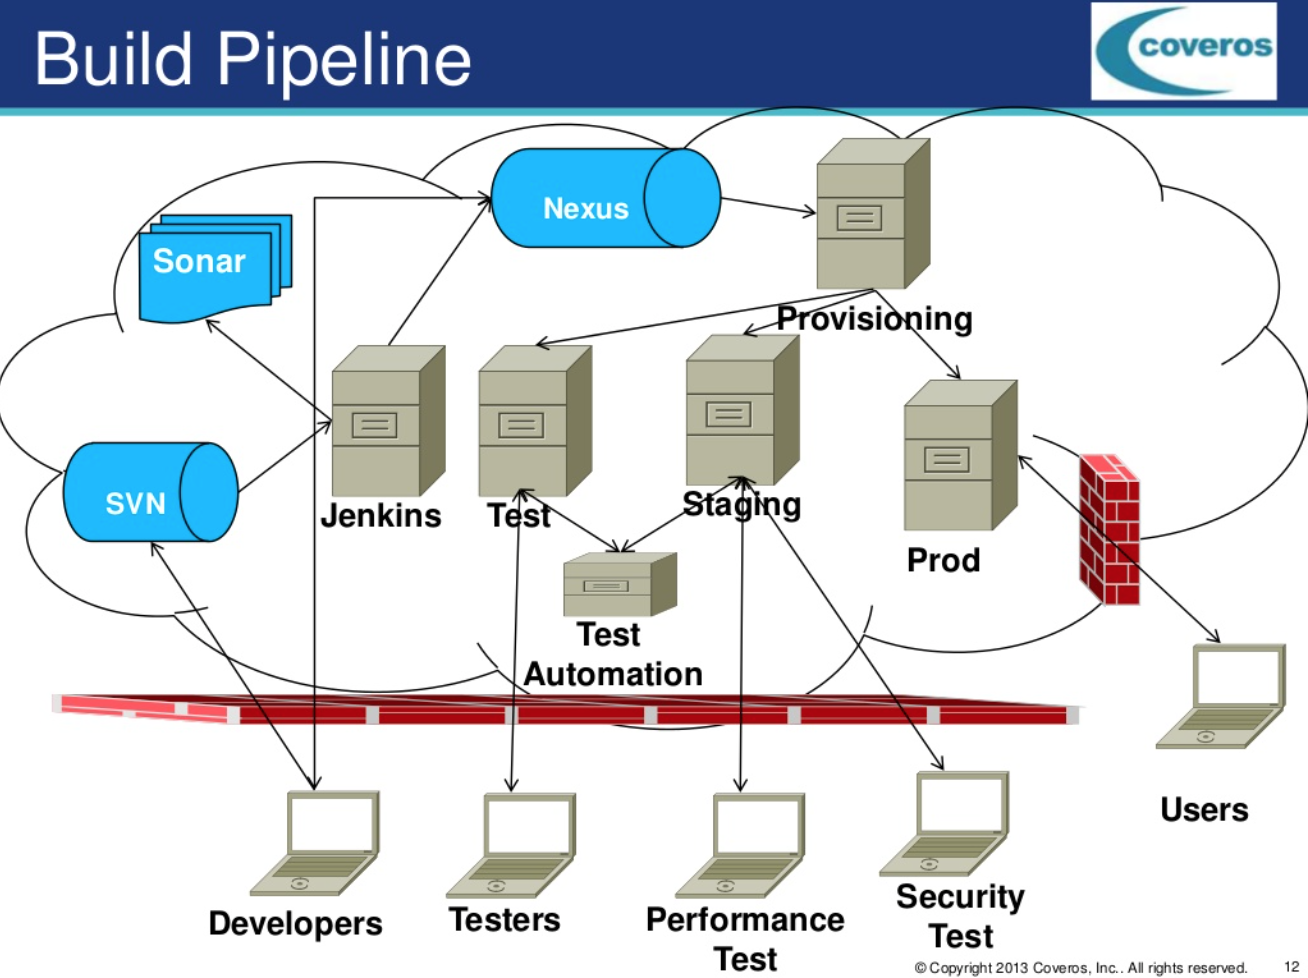 Build Pipeline
coveros
Nexus
Sonar
Provisioning
SVN
Jenkins
Test
Staging
Prod
Test
Automation
Users
Developers
Testers
Performance
Test
Security
Test
© Copyright 2013 Coveros, Inc.. All rights reserved.
12